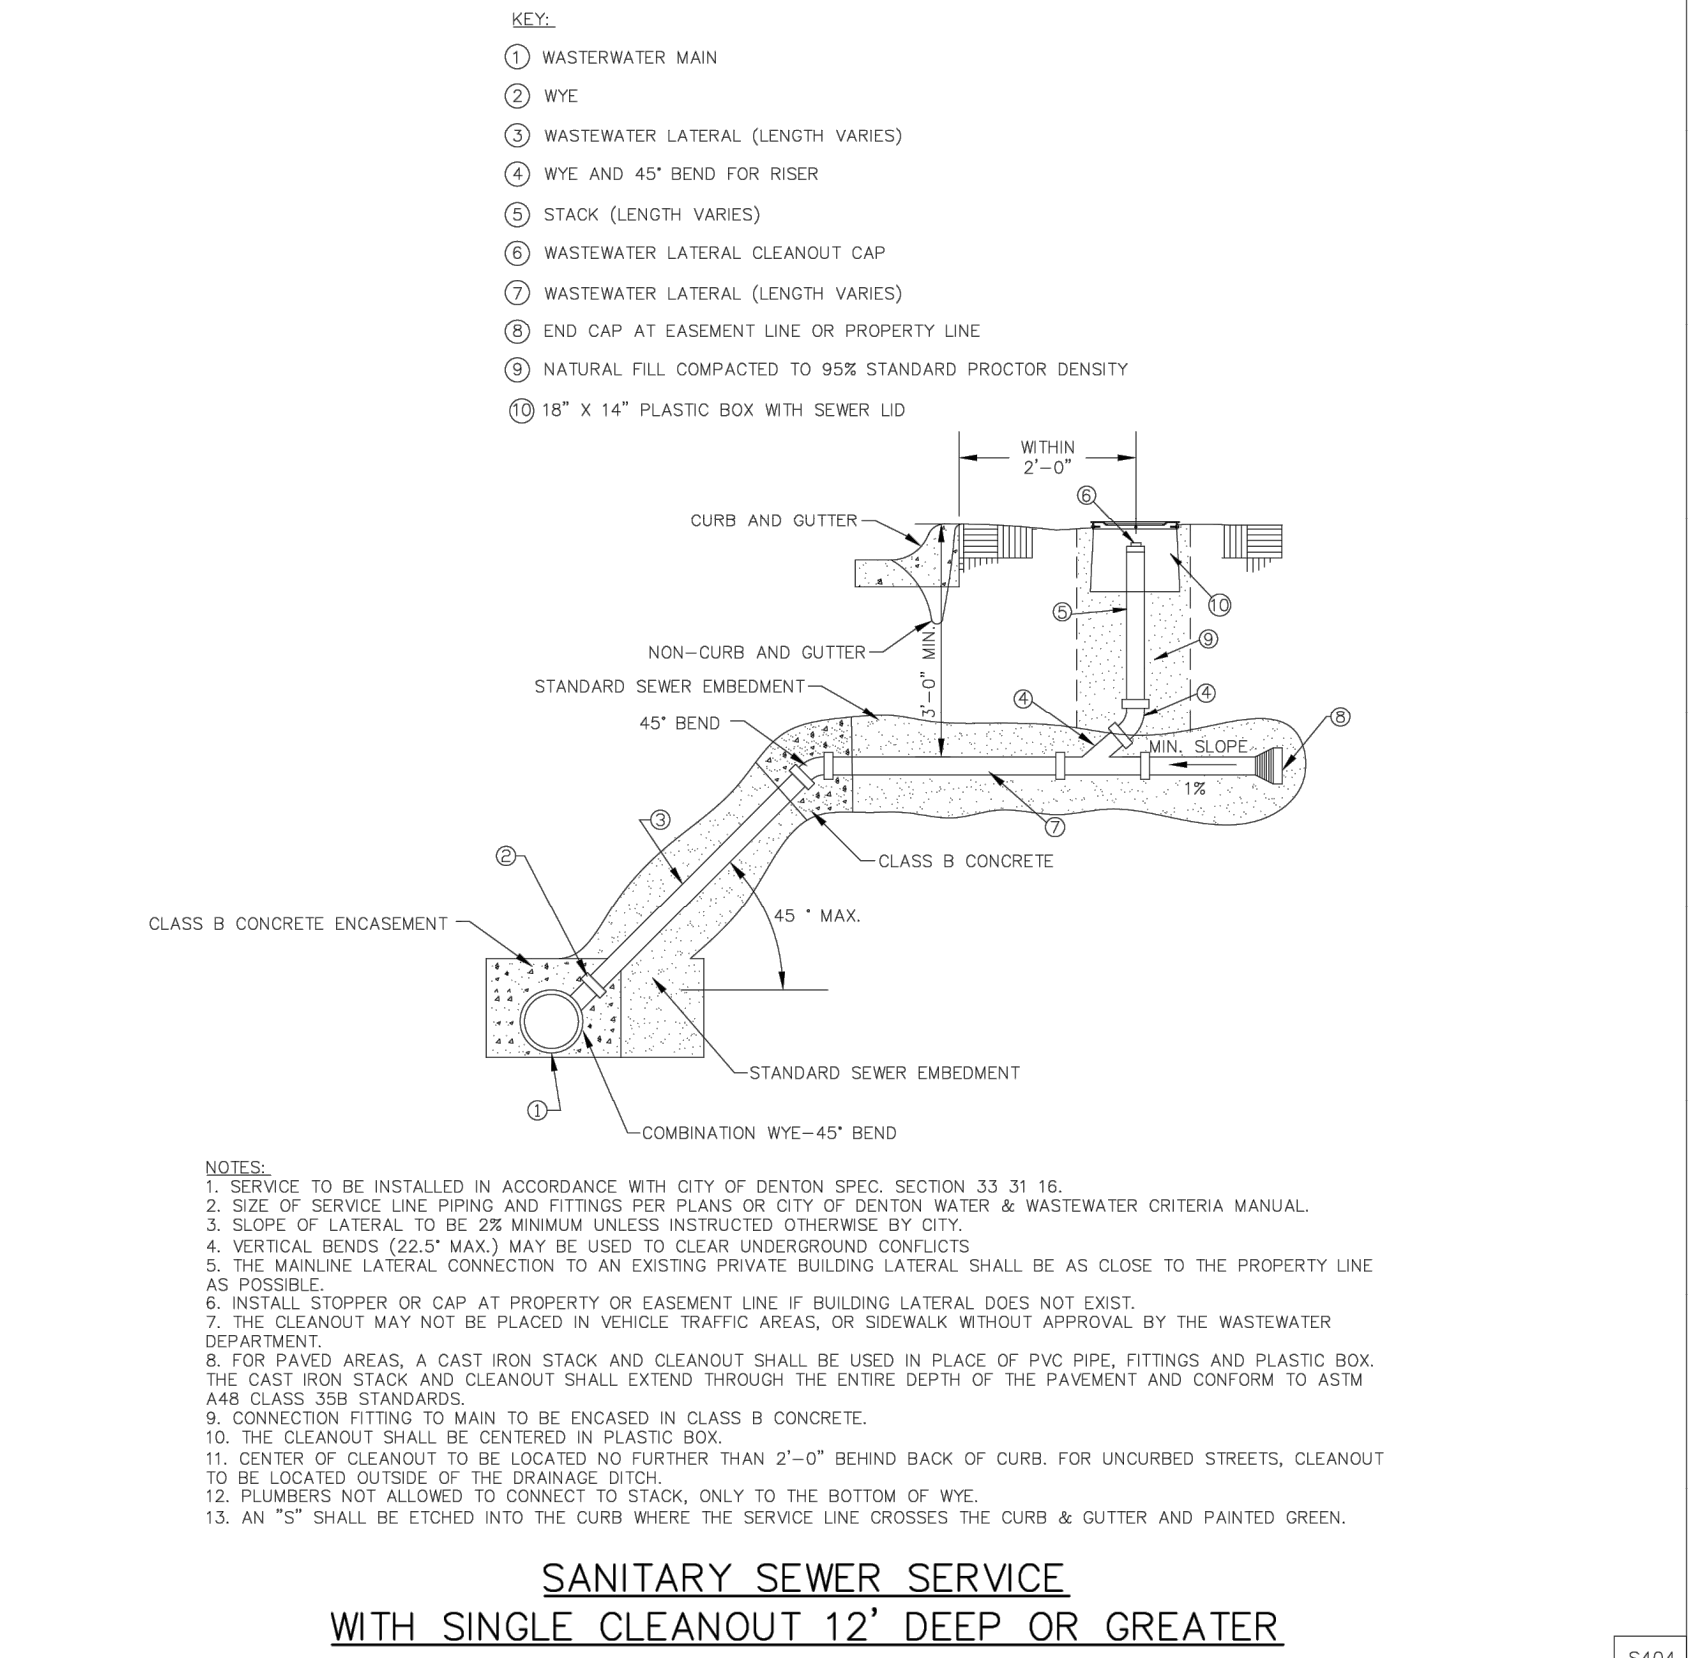 KEY:
1 WASTERWATER MAIN
2 WYE
3 WASTEWATER LATERAL (LENGTH VARIES)
4 WYE AND 45° BEND FOR RISER
5 STACK (LENGTH VARIES)
6 WASTEWATER LATERAL CLEANOUT CAP
7 WASTEWATER LATERAL (LENGTH VARIES)
8 END CAP AT EASEMENT LINE OR PROPERTY LINE
9 NATURAL FILL COMPACTED TO 95% STANDARD PROCTOR DENSITY
10 18" X 14" PLASTIC BOX WITH SEWER LID
WITHIN
2'-0"
6
CURB AND GUTTER
10
5
9
NON-CURB AND GUTTER
3'-0" MIN.
STANDARD SEWER EMBEDMENT
4
4
45° BEND
8
MIN. SLOPE
1%
3
7
2
CLASS B CONCRETE
45 ° MAX.
CLASS B CONCRETE ENCASEMENT
STANDARD SEWER EMBEDMENT
1
COMBINATION WYE-45° BEND
NOTES:
1. SERVICE TO BE INSTALLED IN ACCORDANCE WITH CITY OF DENTON SPEC. SECTION 33 31 16.
2. SIZE OF SERVICE LINE PIPING AND FITTINGS PER PLANS OR CITY OF DENTON WATER & WASTEWATER CRITERIA MANUAL.
3. SLOPE OF LATERAL TO BE 2% MINIMUM UNLESS INSTRUCTED OTHERWISE BY CITY.
4. VERTICAL BENDS (22.5° MAX.) MAY BE USED TO CLEAR UNDERGROUND CONFLICTS
5. THE MAINLINE LATERAL CONNECTION TO AN EXISTING PRIVATE BUILDING LATERAL SHALL BE AS CLOSE TO THE PROPERTY LINE
AS POSSIBLE.
6. INSTALL STOPPER OR CAP AT PROPERTY OR EASEMENT LINE IF BUILDING LATERAL DOES NOT EXIST.
7. THE CLEANOUT MAY NOT BE PLACED IN VEHICLE TRAFFIC AREAS, OR SIDEWALK WITHOUT APPROVAL BY THE WASTEWATER
DEPARTMENT.
8. FOR PAVED AREAS, A CAST IRON STACK AND CLEANOUT SHALL BE USED IN PLACE OF PVC PIPE, FITTINGS AND PLASTIC BOX.
THE CAST IRON STACK AND CLEANOUT SHALL EXTEND THROUGH THE ENTIRE DEPTH OF THE PAVEMENT AND CONFORM TO ASTM
A48 CLASS 35B STANDARDS.
9. CONNECTION FITTING TO MAIN TO BE ENCASED IN CLASS B CONCRETE.
10. THE CLEANOUT SHALL BE CENTERED IN PLASTIC BOX.
11. CENTER OF CLEANOUT TO BE LOCATED NO FURTHER THAN 2'-0" BEHIND BACK OF CURB. FOR UNCURBED STREETS, CLEANOUT
TO BE LOCATED OUTSIDE OF THE DRAINAGE DITCH.
12. PLUMBERS NOT ALLOWED TO CONNECT TO STACK, ONLY TO THE BOTTOM OF WYE.
13. AN "S" SHALL BE ETCHED INTO THE CURB WHERE THE SERVICE LINE CROSSES THE CURB & GUTTER AND PAINTED GREEN.
SANITARY SEWER SERVICE
WITH SINGLE CLEANOUT 12' DEEP OR GREATER